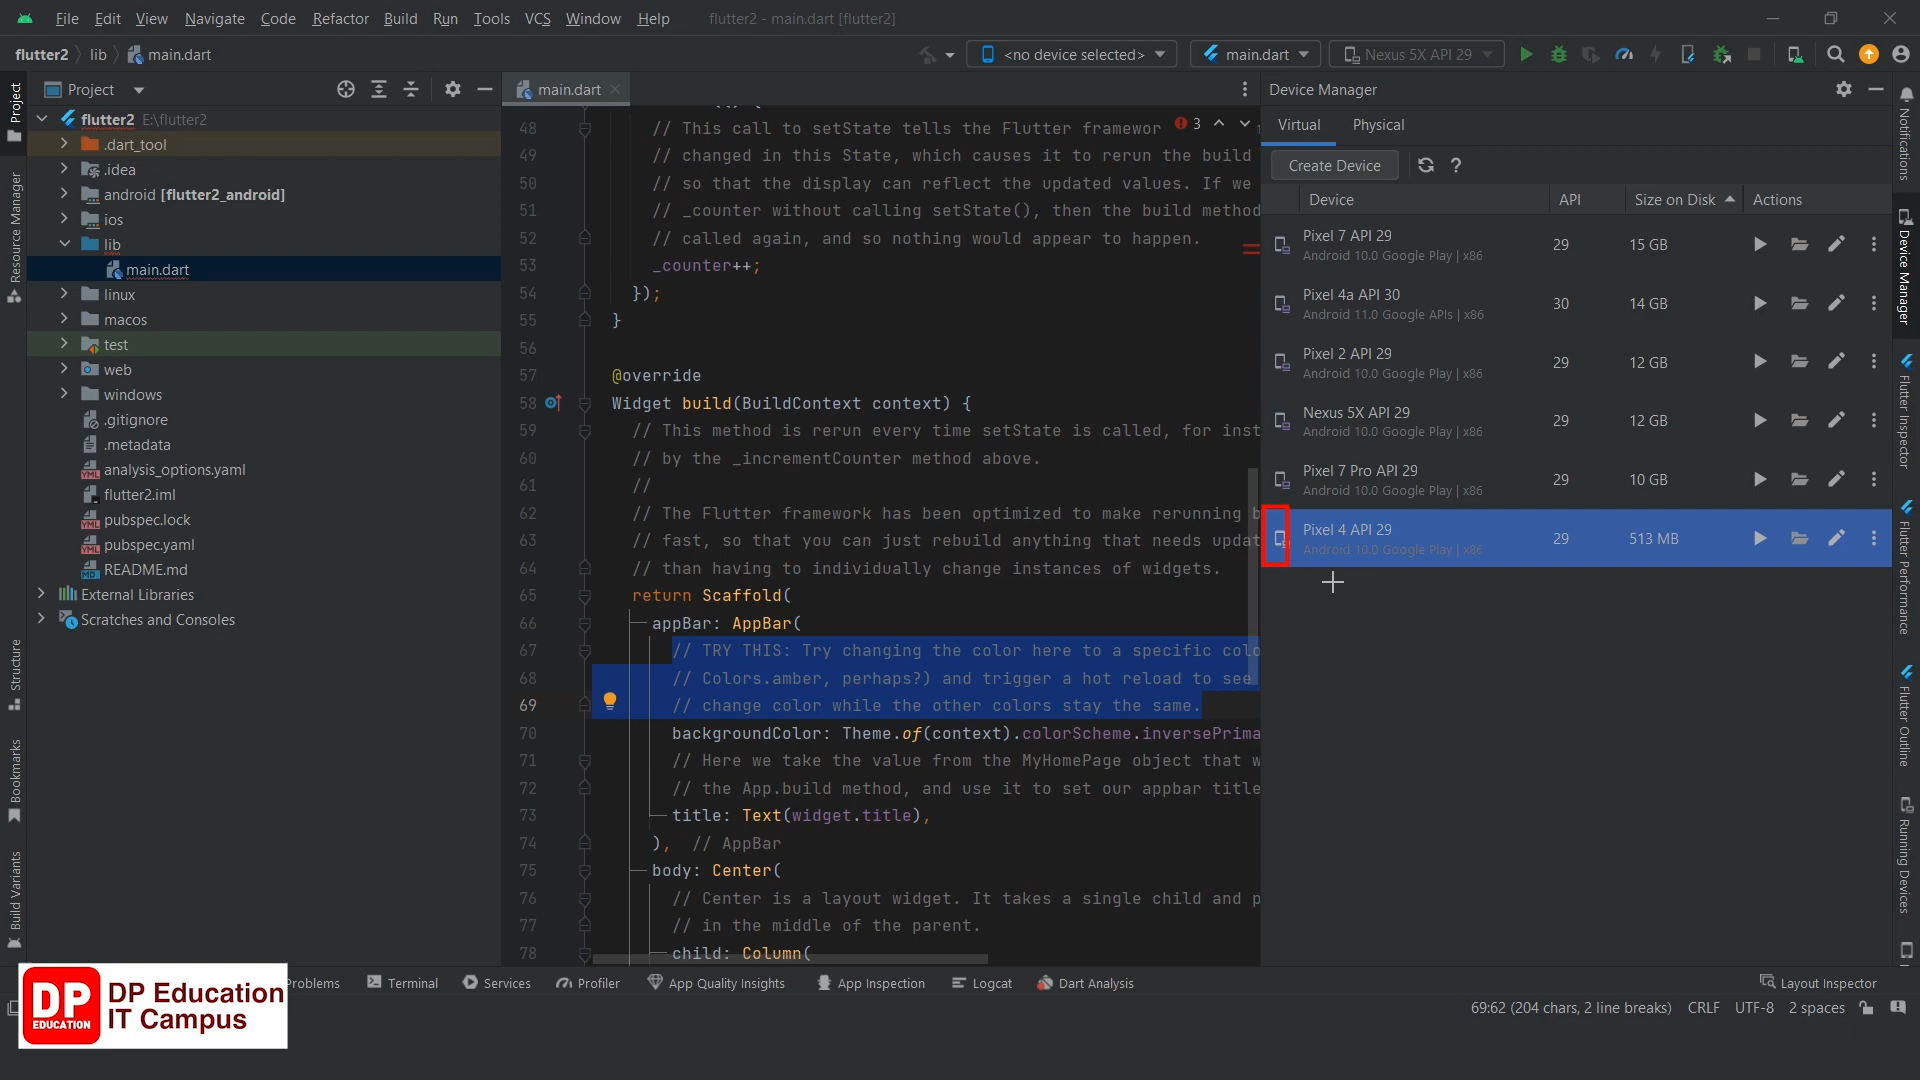 File Edit View Navigate Code Refactor Build Run Tools VCS Window Help flutter2 - main.dart [flutter2]
flutter2 lib main.dart <no device selected> main.dart Nexus 5X API 29
Project
main.dart
Device Manager
flutter2 E:\flutter2
.dart_tool
.idea
android [flutter2_android]
ios
lib
main.dart
linux
macos
test
web
windows
.gitignore
.metadata
analysis_options.yaml
flutter2.iml
pubspec.lock
pubspec.yaml
README.md
External Libraries
Scratches and Consoles
Project
Resource Manager
Structure
Bookmarks
Build Variants
3
48 // This call to setState tells the Flutter framewor
49 // changed in this State, which causes it to rerun the build
50 // so that the display can reflect the updated values. If we
51 // _counter without calling setState(), then the build method
52 // called again, and so nothing would appear to happen.
53 _counter++;
54 });
55 }
56
57 @override
58 Widget build(BuildContext context) {
59 // This method is rerun every time setState is called, for inst
60 // by the _incrementCounter method above.
61 //
62 // The Flutter framework has been optimized to make rerunning b
63 // fast, so that you can just rebuild anything that needs updat
64 // than having to individually change instances of widgets.
65 return Scaffold(
66 appBar: AppBar(
67 // TRY THIS: Try changing the color here to a specific colo
68 // Colors.amber, perhaps?) and trigger a hot reload to see
69 // change color while the other colors stay the same.
70 backgroundColor: Theme.of(context).colorScheme.inversePrima
71 // Here we take the value from the MyHomePage object that w
72 // the App.build method, and use it to set our appbar title
73 title: Text(widget.title),
74 ), // AppBar
75 body: Center(
76 // Center is a layout widget. It takes a single child and p
77 // in the middle of the parent.
78 child: Column(
Virtual Physical
Create Device ?
Device API Size on Disk Actions
Pixel 7 API 29
Android 10.0 Google Play | x86
29 15 GB
Pixel 4a API 30
Android 11.0 Google APIs | x86
30 14 GB
Pixel 2 API 29
Android 10.0 Google Play | x86
29 12 GB
Nexus 5X API 29
Android 10.0 Google Play | x86
29 12 GB
Pixel 7 Pro API 29
Android 10.0 Google Play | x86
29 10 GB
Pixel 4 API 29
Android 10.0 Google Play | x86
29 513 MB
Notifications
Device Manager
Flutter Inspector
Flutter Performance
Flutter Outline
Running Devices
Problems Terminal Services Profiler App Quality Insights App Inspection Logcat Dart Analysis Layout Inspector
69:62 (204 chars, 2 line breaks) CRLF UTF-8 2 spaces
DP
EDUCATION
DP Education
IT Campus